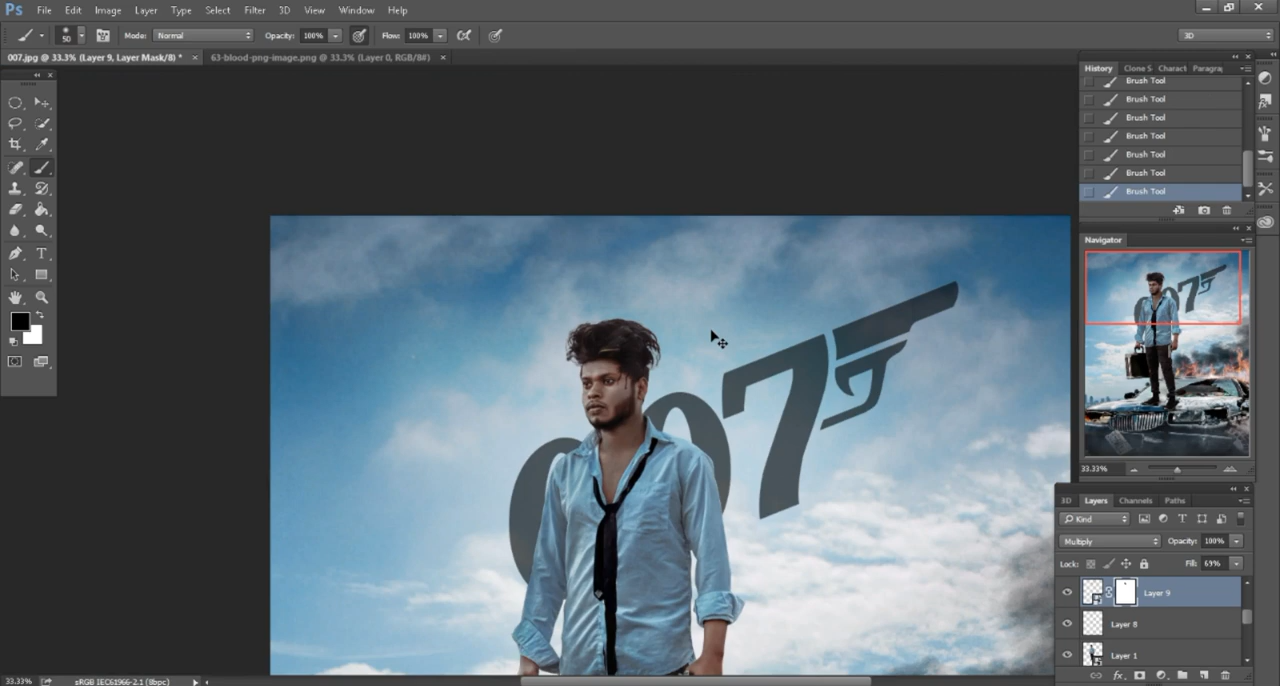 Ps File Edit Image Layer Type Select Filter 3D View Window Help
50 Mode: Normal Opacity: 100% Flow: 100% 3D
007.jpg @ 33.3% (Layer 9, Layer Mask/8) * × 63-blood-png-image.png @ 33.3% (Layer 0, RGB/8#) ×
History Clone S Charact Paragra
Brush Tool
Brush Tool
Brush Tool
Brush Tool
Brush Tool
Brush Tool
Brush Tool
Navigator
007
007
33.33%
3D Layers Channels Paths
Kind
Multiply Opacity: 100%
Lock: Fill: 69%
Layer 9
Layer 8
Layer 1
33.33% sRGB IEC61966-2.1 (8bpc)